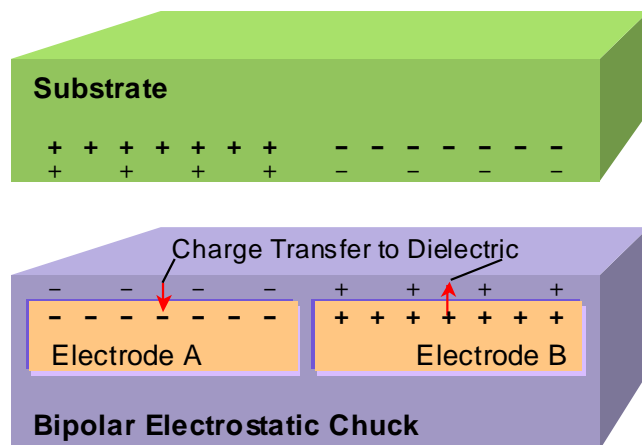 Substrate
+ + + + + + + - - - - - - -
+ + + + − − − −
Charge Transfer to Dielectric
− − − − + + + +
- - - - - - - + + + + + + +
Electrode A Electrode B
Bipolar Electrostatic Chuck